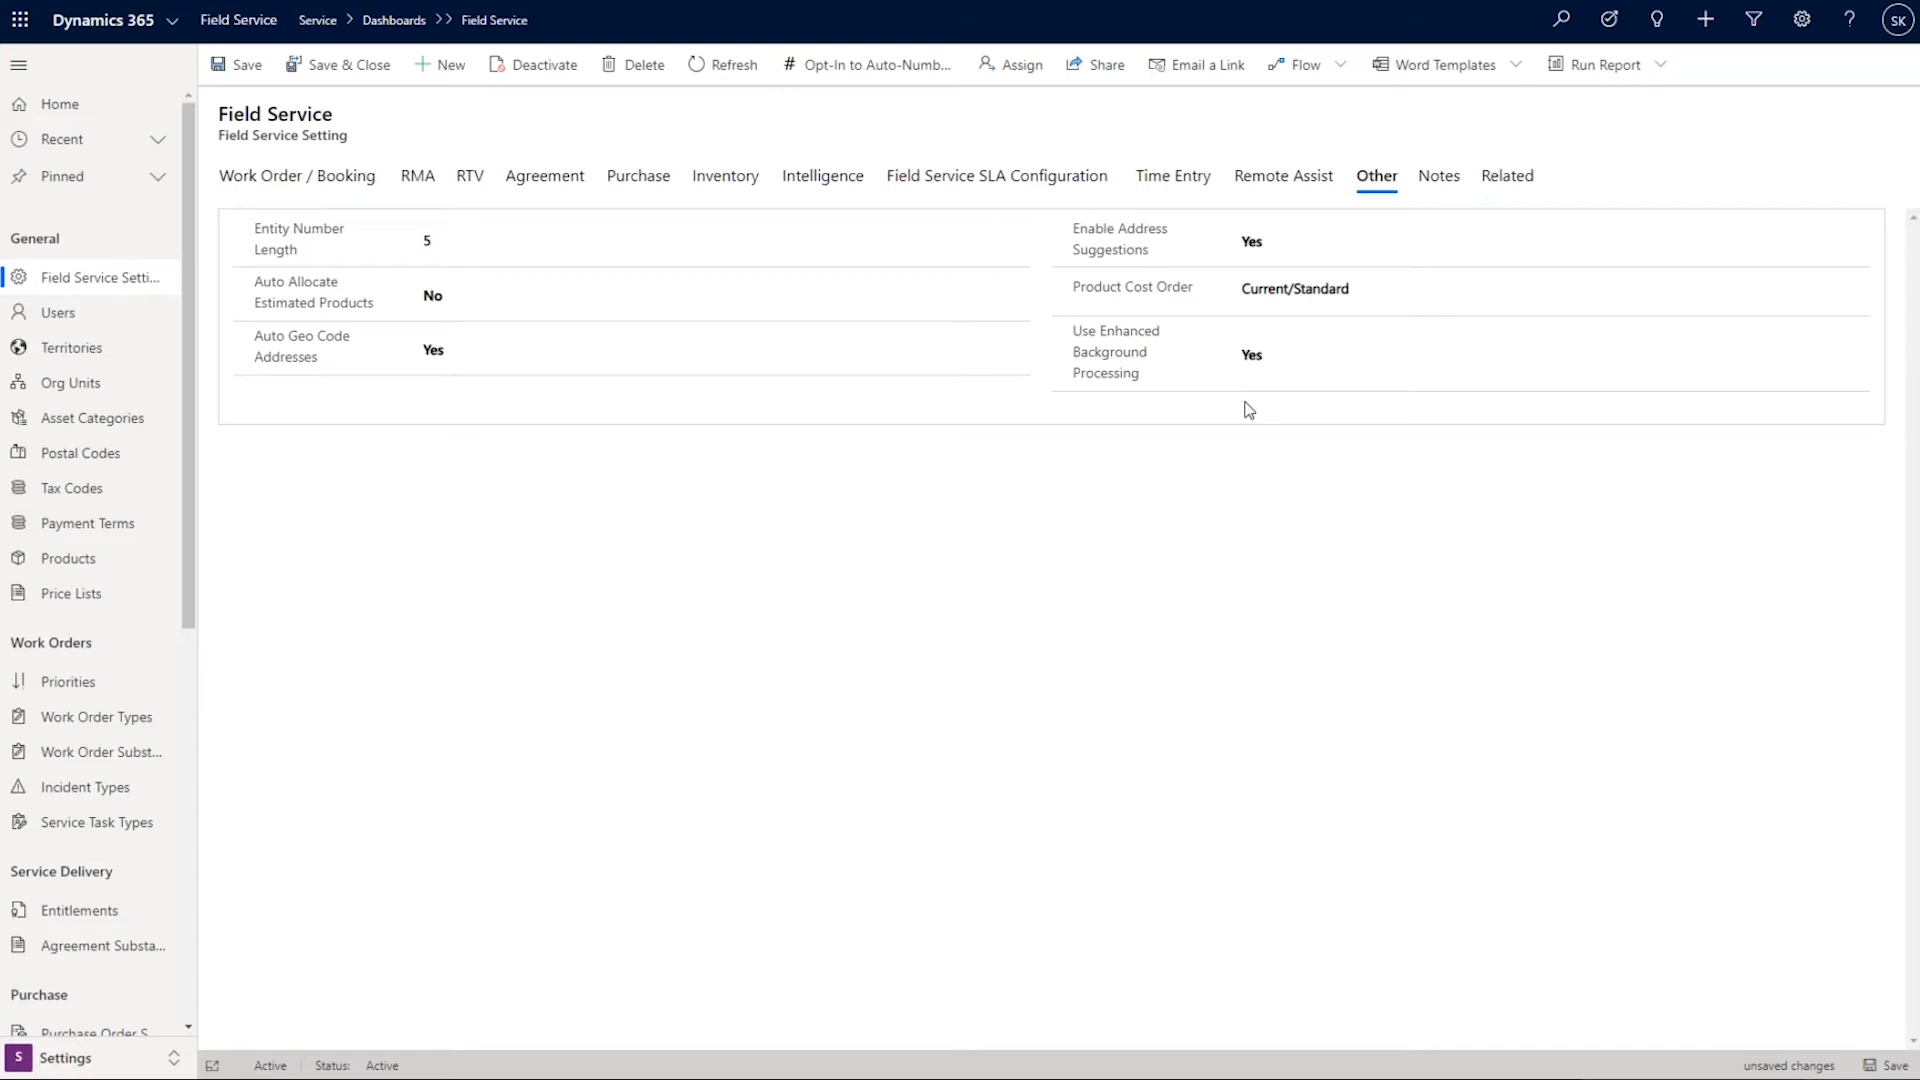 Dynamics 365
Field Service
Service > Dashboards >> Field Service
SK
Save
Save & Close
New
Deactivate
Delete
Refresh
# Opt-In to Auto-Numb...
Assign
Share
Email a Link
Flow
Word Templates
Run Report
Home
Recent
Pinned
General
Field Service Setti...
Users
Territories
Org Units
Asset Categories
Postal Codes
Tax Codes
Payment Terms
Products
Price Lists
Work Orders
Priorities
Work Order Types
Work Order Subst...
Incident Types
Service Task Types
Service Delivery
Entitlements
Agreement Substa...
Purchase
Purchase Order S
S Settings
Field Service
Field Service Setting
Work Order / Booking
RMA
RTV
Agreement
Purchase
Inventory
Intelligence
Field Service SLA Configuration
Time Entry
Remote Assist
Other
Notes
Related
Entity Number
Length
5
Auto Allocate
Estimated Products
No
Auto Geo Code
Addresses
Yes
Enable Address
Suggestions
Yes
Product Cost Order
Current/Standard
Use Enhanced
Background
Processing
Yes
Active
Status: Active
unsaved changes
Save